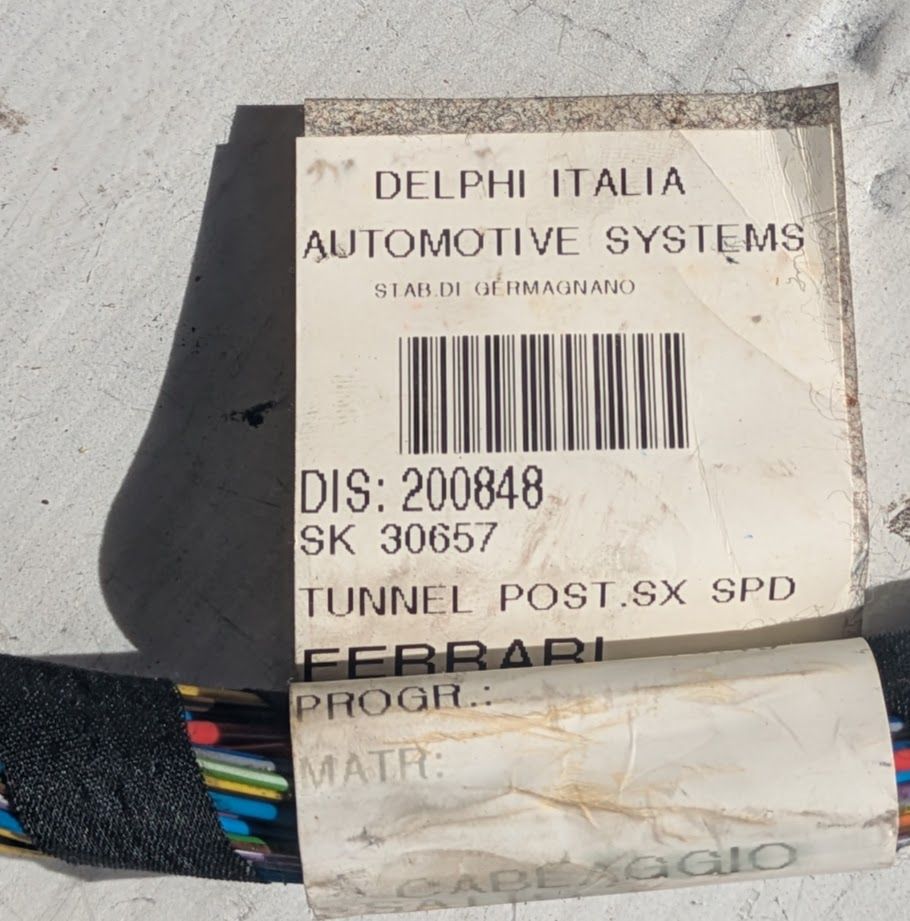 DELPHI ITALIA
AUTOMOTIVE SYSTEMS
STAB.DI GERMAGNANO
DIS: 200848
SK 30657
TUNNEL POST.SX SPD
FERRARI
PROGR.:
MATR:
CABLAGGIO